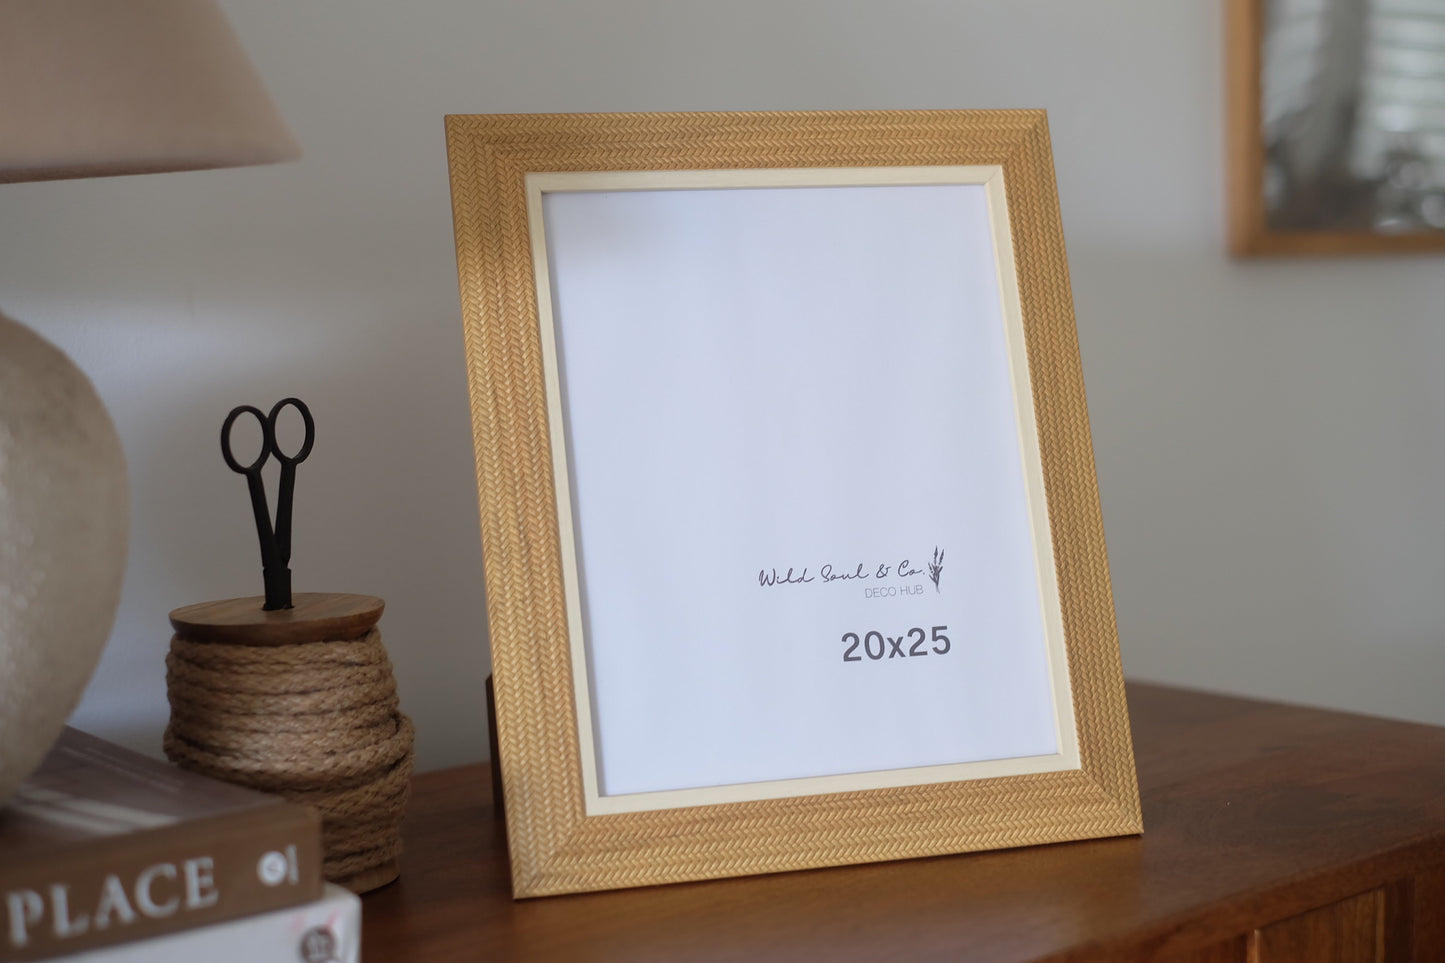 Wild Soul & Co.
DECO HUB
20x25
PLACE